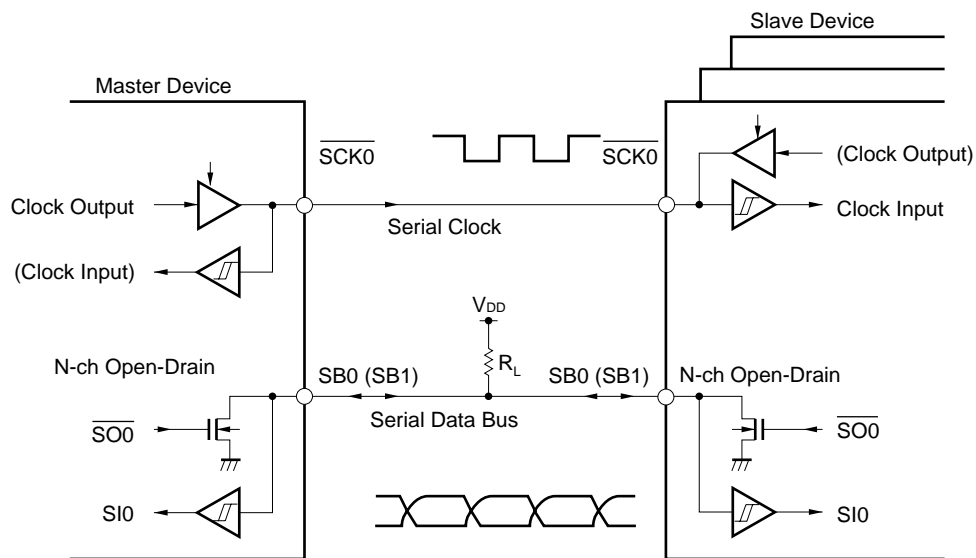 Slave Device
Master Device
SCK0
SCK0
(Clock Output)
Clock Output
Serial Clock
Clock Input
(Clock Input)
VDD
RL
N-ch Open-Drain
SB0 (SB1)
SB0 (SB1)
N-ch Open-Drain
Serial Data Bus
SO0
SO0
SI0
SI0